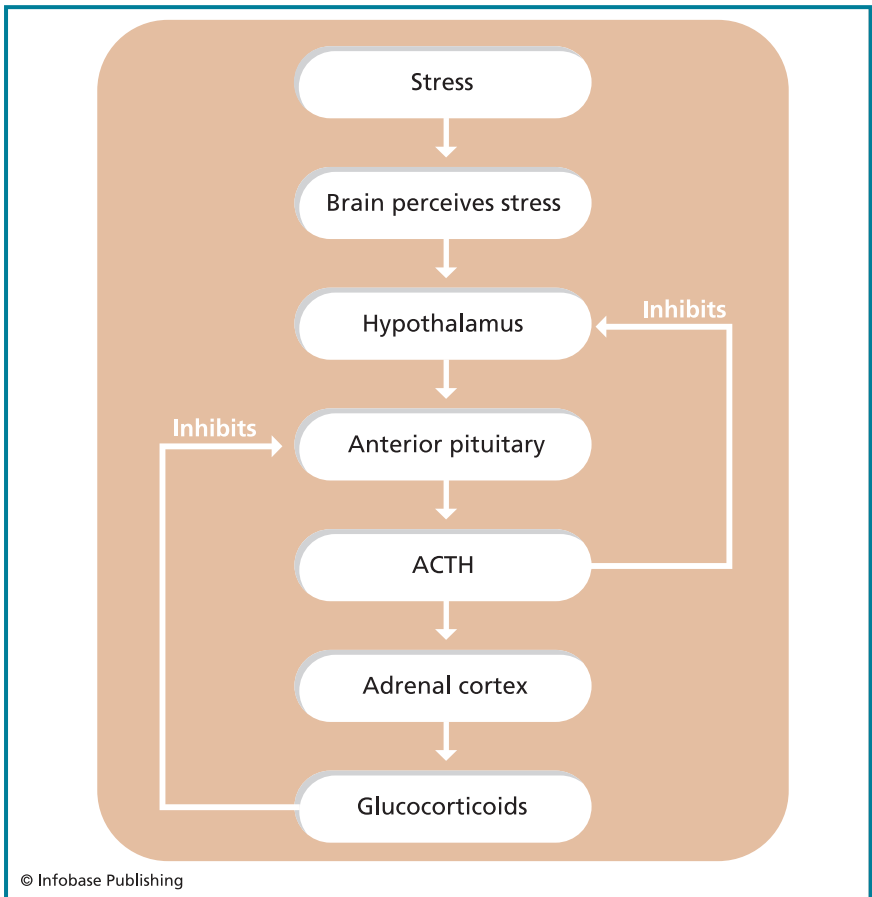 Stress
Brain perceives stress
Hypothalamus
Inhibits
Inhibits
Anterior pituitary
ACTH
Adrenal cortex
Glucocorticoids
© Infobase Publishing